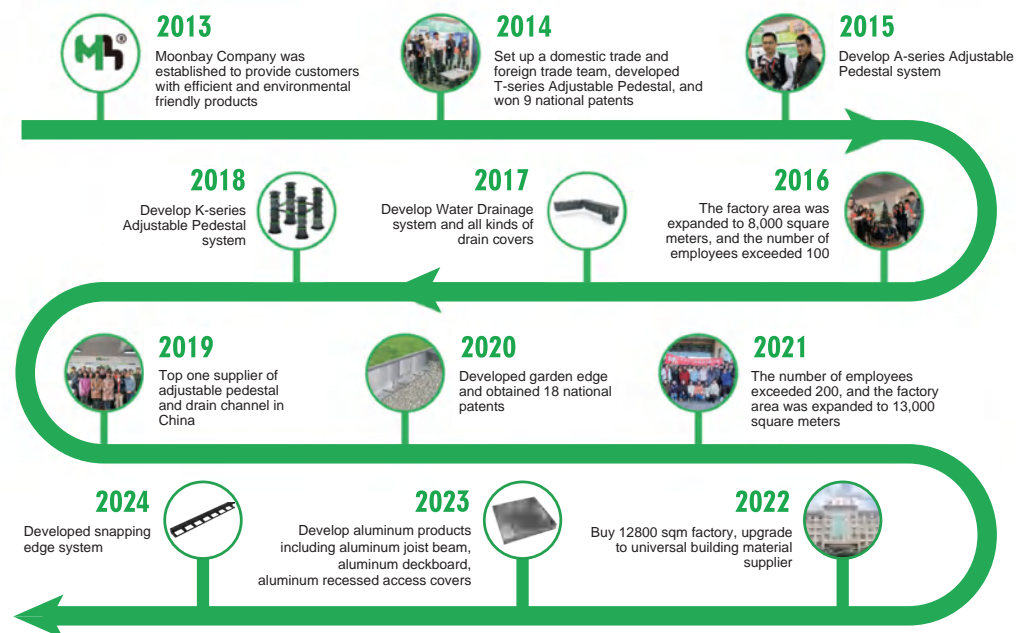 Mh®
2013
Moonbay Company was
established to provide customers
with efficient and environmental
friendly products
2014
Set up a domestic trade and
foreign trade team, developed
T-series Adjustable Pedestal, and
won 9 national patents
2015
Develop A-series Adjustable
Pedestal system
2016
The factory area was
expanded to 8,000 square
meters, and the number of
employees exceeded 100
2017
Develop Water Drainage
system and all kinds of
drain covers
2018
Develop K-series
Adjustable Pedestal
system
2019
Top one supplier of
adjustable pedestal
and drain channel in
China
2020
Developed garden edge
and obtained 18 national
patents
2021
The number of employees
exceeded 200, and the factory
area was expanded to 13,000
square meters
2022
Buy 12800 sqm factory, upgrade
to universal building material
supplier
2023
Develop aluminum products
including aluminum joist beam,
aluminum deckboard,
aluminum recessed access covers
2024
Developed snapping
edge system